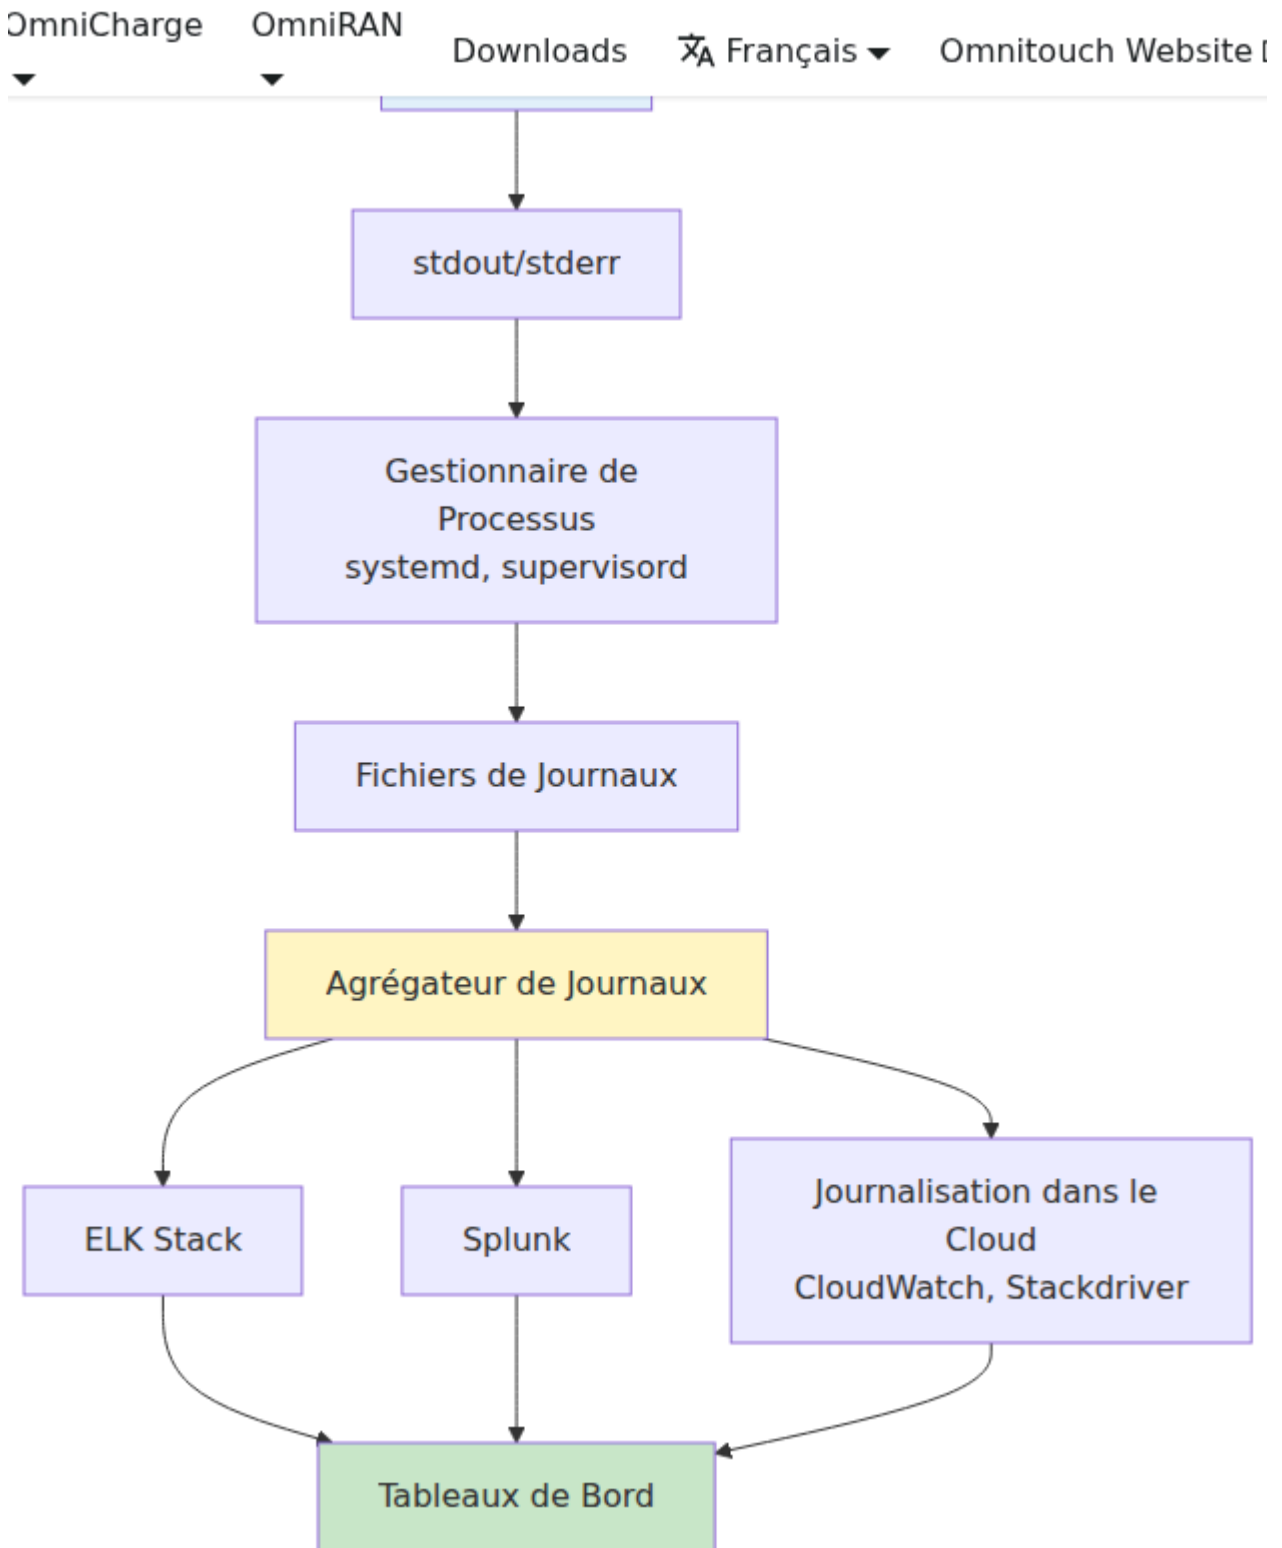 OmniCharge
OmniRAN
Downloads
Français
Omnitouch Website
stdout/stderr
Gestionnaire de
Processus
systemd, supervisord
Fichiers de Journaux
Agrégateur de Journaux
ELK Stack
Splunk
Journalisation dans le
Cloud
CloudWatch, Stackdriver
Tableaux de Bord